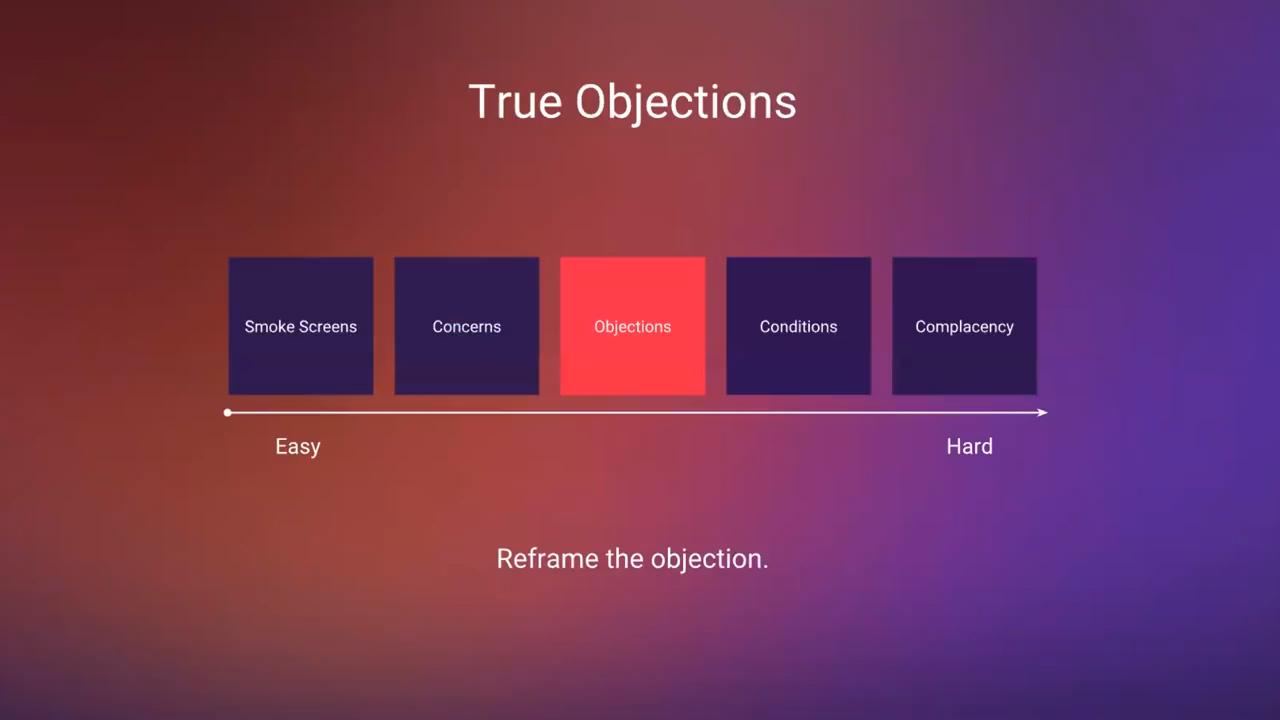 True Objections
Smoke Screens
Concerns
Objections
Conditions
Complacency
Easy
Hard
Reframe the objection.